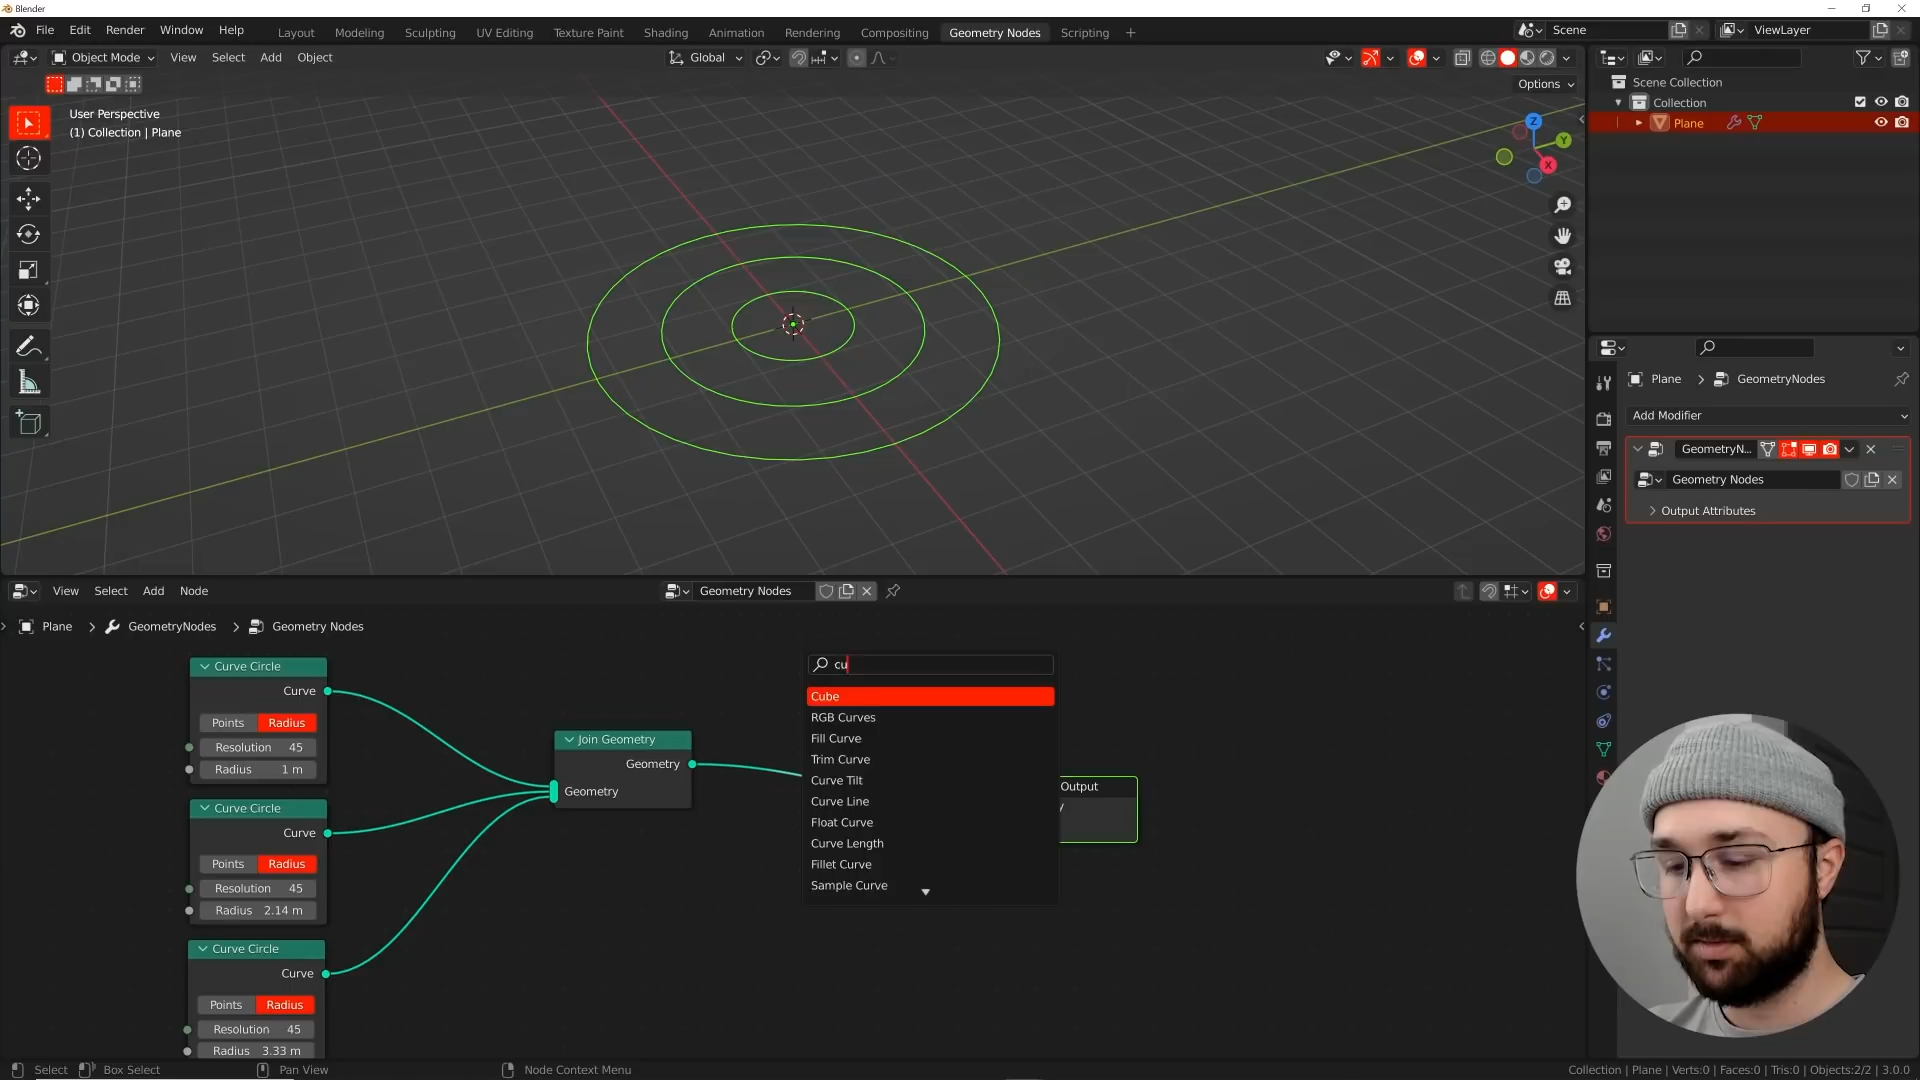 Blender
File Edit Render Window Help Layout Modeling Sculpting UV Editing Texture Paint Shading Animation Rendering Compositing Geometry Nodes Scripting + Scene ViewLayer
Object Mode View Select Add Object Global
Options
User Perspective
(1) Collection | Plane
Z
Y
X
Scene Collection
Collection
Plane
Plane > GeometryNodes
Add Modifier
GeometryN...
Geometry Nodes
Output Attributes
View Select Add Node Geometry Nodes
Plane > GeometryNodes > Geometry Nodes
Curve Circle
Curve
Points Radius
Resolution 45
Radius 1 m
Curve Circle
Curve
Points Radius
Resolution 45
Radius 2.14 m
Curve Circle
Curve
Points Radius
Resolution 45
Radius 3.33 m
Join Geometry
Geometry
Geometry
cu
Cube
RGB Curves
Fill Curve
Trim Curve
Curve Tilt
Curve Line
Float Curve
Curve Length
Fillet Curve
Sample Curve
Output
y
Select Box Select Pan View Node Context Menu
Collection | Plane | Verts:0 | Faces:0 | Tris:0 | Objects:2/2 | 3.0.0